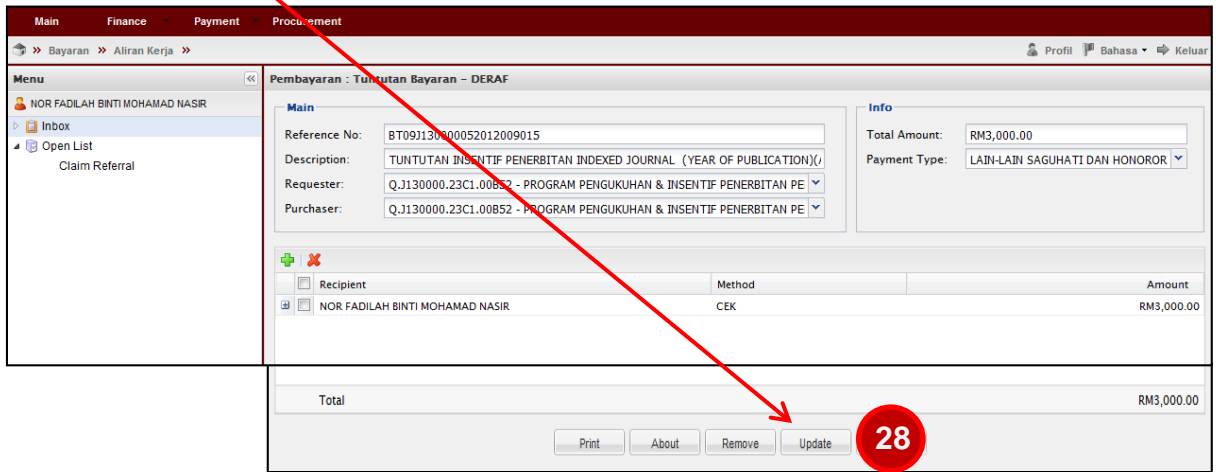 Main Finance Payment Procurement
» Bayaran » Aliran Kerja » Profil Bahasa Keluar
Menu « Pembayaran : Tuntutan Bayaran - DERAF
NOR FADILAH BINTI MOHAMAD NASIR
Inbox
Open List
Claim Referral
Main
Reference No: BT09J130000052012009015
Description: TUNTUTAN INSENTIF PENERBITAN INDEXED JOURNAL (YEAR OF PUBLICATION)(
Requester: Q.J130000.23C1.00B52 - PROGRAM PENGUKUHAN & INSENTIF PENERBITAN PE
Purchaser: Q.J130000.23C1.00B52 - PROGRAM PENGUKUHAN & INSENTIF PENERBITAN PE
Info
Total Amount: RM3,000.00
Payment Type: LAIN-LAIN SAGUHATI DAN HONOROR
Recipient Method Amount
NOR FADILAH BINTI MOHAMAD NASIR CEK RM3,000.00
Total RM3,000.00
Print About Remove Update 28